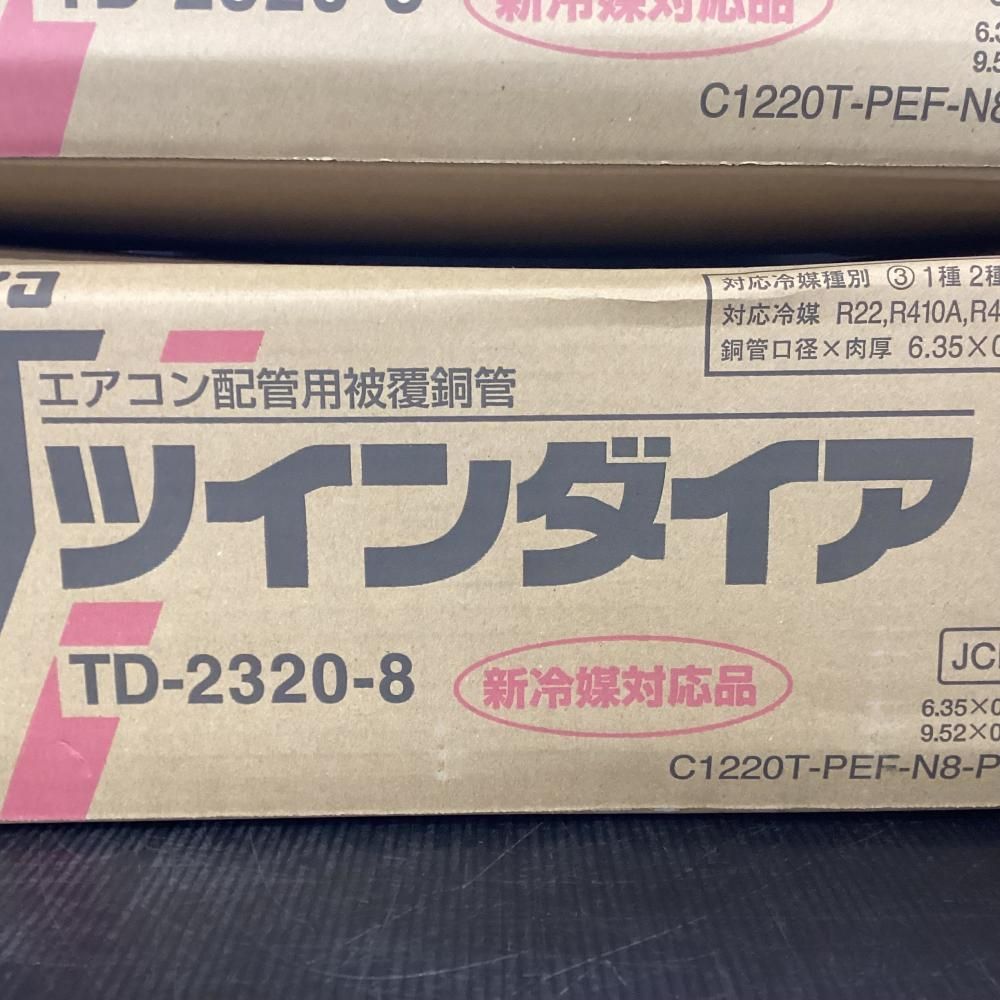 TD-2320-8
新冷媒対応品
6.3
9.5
C1220T-PEF-N8
対応冷媒種別 ③ 1種 2種
対応冷媒 R22,R410A,R4
銅管口径×肉厚 6.35×0
エアコン配管用被覆銅管
ツインダイア
TD-2320-8
新冷媒対応品
JC
6.35×0
9.52×0
C1220T-PEF-N8-P